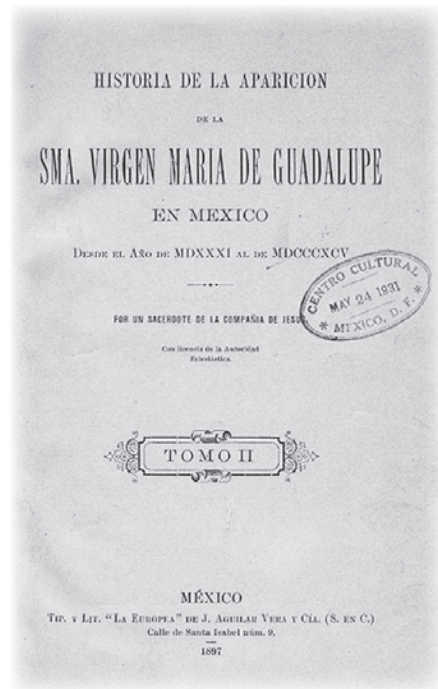 HISTORIA DE LA APARICION
DE LA
SMA. VIRGEN MARIA DE GUADALUPE
EN MEXICO
DESDE EL AÑO DE MDXXXI AL DE MDCCCXCV
CENTRO CULTURAL
MAY 24 1931
* MEXICO, D. F. *
POR UN SACERDOTE DE LA COMPAÑIA DE JESUS.
Con licencia de la Autoridad
Eclesiástica.
TOMO II
MÉXICO
TIP. Y LIT. “LA EUROPEA” DE J. AGUILAR VERA Y CÍA. (S. EN C.)
Calle de Santa Isabel núm. 9.
1897